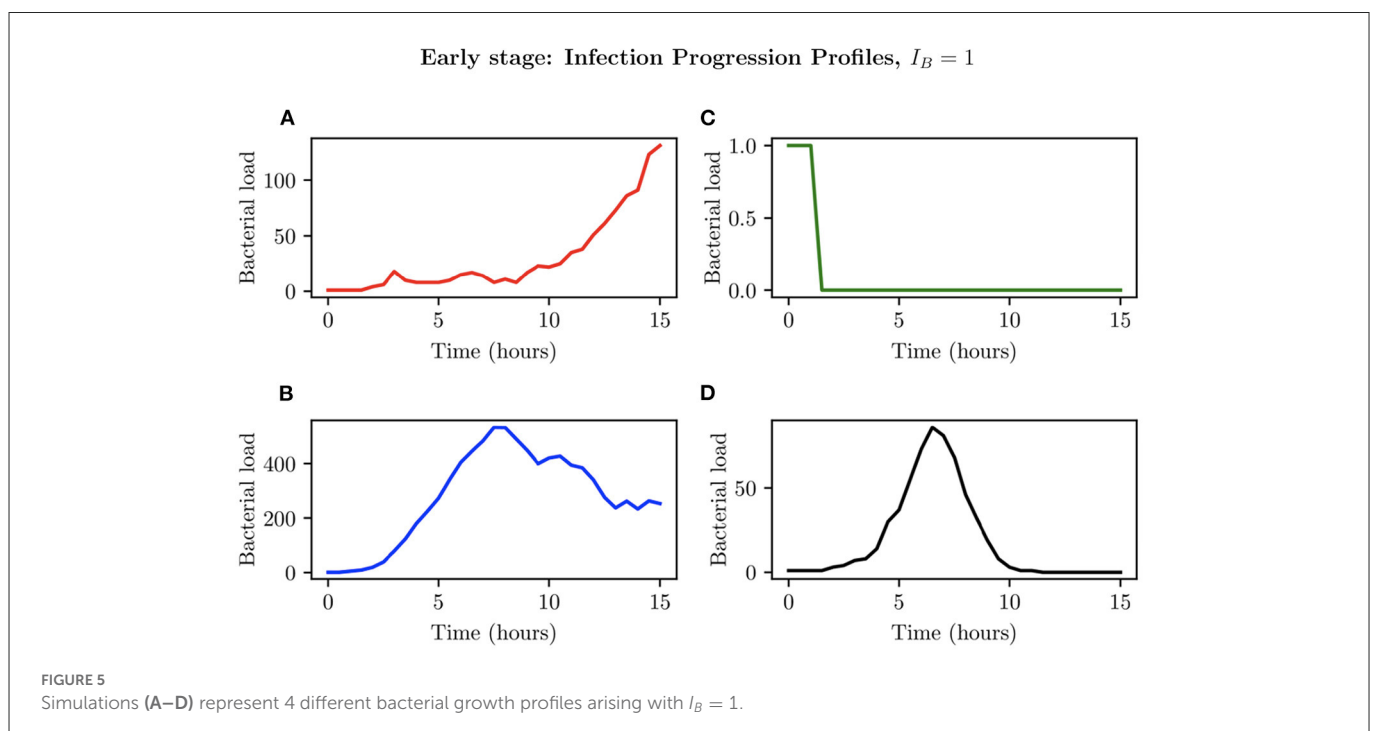 Early stage: Infection Progression Profiles, I_B = 1
A
Bacterial load
100
50
0
0 5 10 15
Time (hours)
C
Bacterial load
1.0
0.5
0.0
0 5 10 15
Time (hours)
B
Bacterial load
400
200
0
0 5 10 15
Time (hours)
D
Bacterial load
50
0
0 5 10 15
Time (hours)
FIGURE 5
Simulations (A–D) represent 4 different bacterial growth profiles arising with I_B = 1.